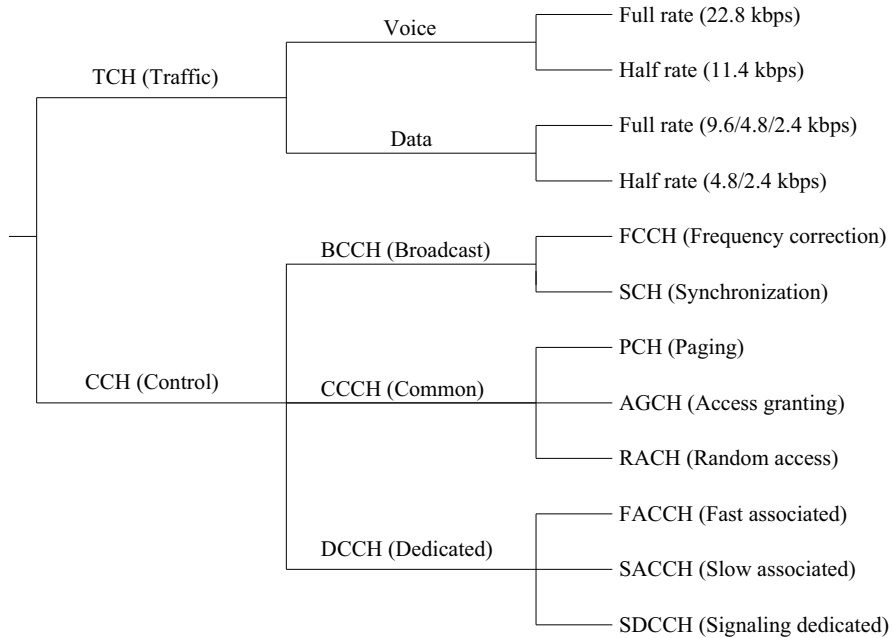 Full rate (22.8 kbps)
Voice
Half rate (11.4 kbps)
TCH (Traffic)
Full rate (9.6/4.8/2.4 kbps)
Data
Half rate (4.8/2.4 kbps)
FCCH (Frequency correction)
BCCH (Broadcast)
SCH (Synchronization)
PCH (Paging)
CCH (Control)
CCCH (Common)
AGCH (Access granting)
RACH (Random access)
FACCH (Fast associated)
DCCH (Dedicated)
SACCH (Slow associated)
SDCCH (Signaling dedicated)